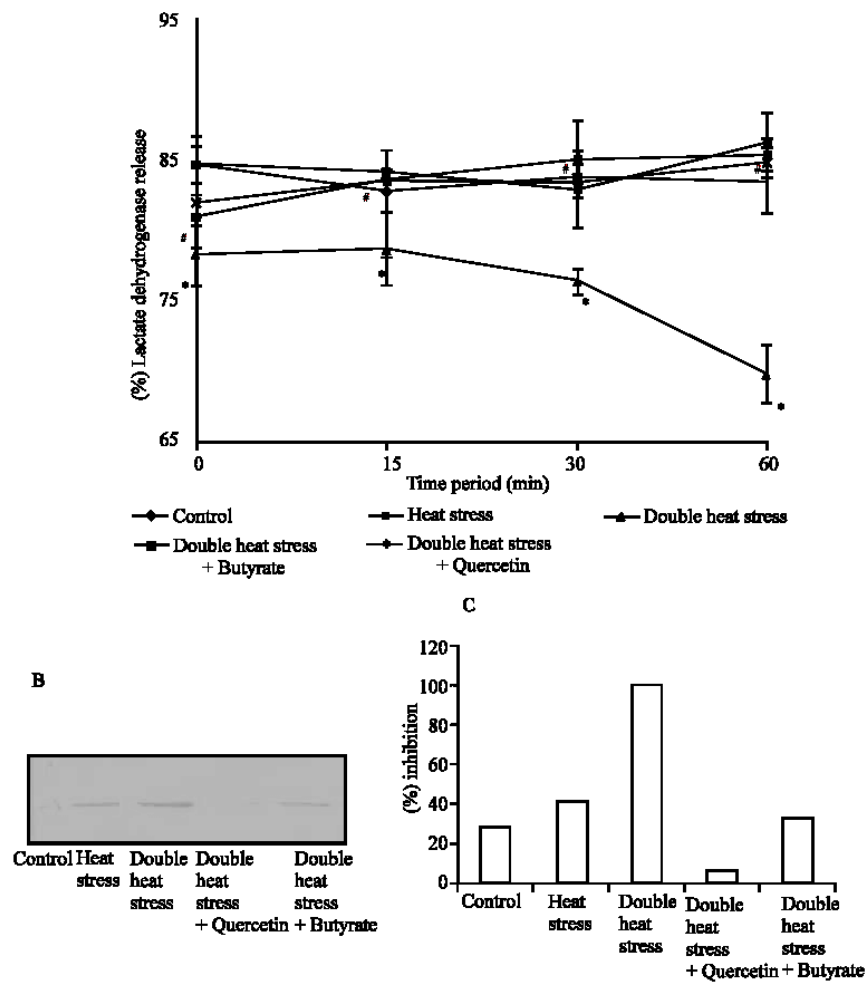 95
85
75
65
(%) Lactate dehydrogenase release
#
*
#
*
#
*
#
*
0 15 30 60
Time period (min)
Control
Heat stress
Double heat stress
Double heat stress
+ Butyrate
Double heat stress
+ Quercetin
C
B
Control
Heat
stress
Double
heat
stress
Double
heat
stress
+ Quercetin
Double
heat
stress
+ Butyrate
120
100
80
60
40
20
0
(%) inhibition
Control
Heat
stress
Double
heat
stress
Double
heat
stress
+ Quercetin
Double
heat
stress
+ Butyrate